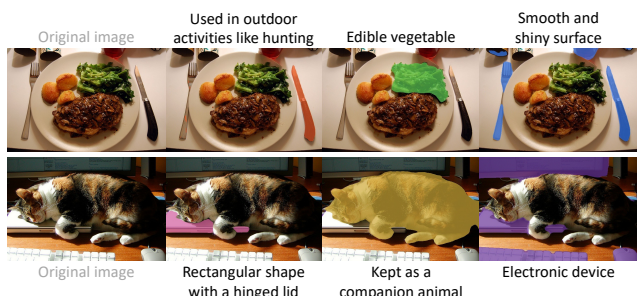 Original image
Used in outdoor
activities like hunting
Edible vegetable
Smooth and
shiny surface
Original image
Rectangular shape
with a hinged lid
Kept as a
companion animal
Electronic device